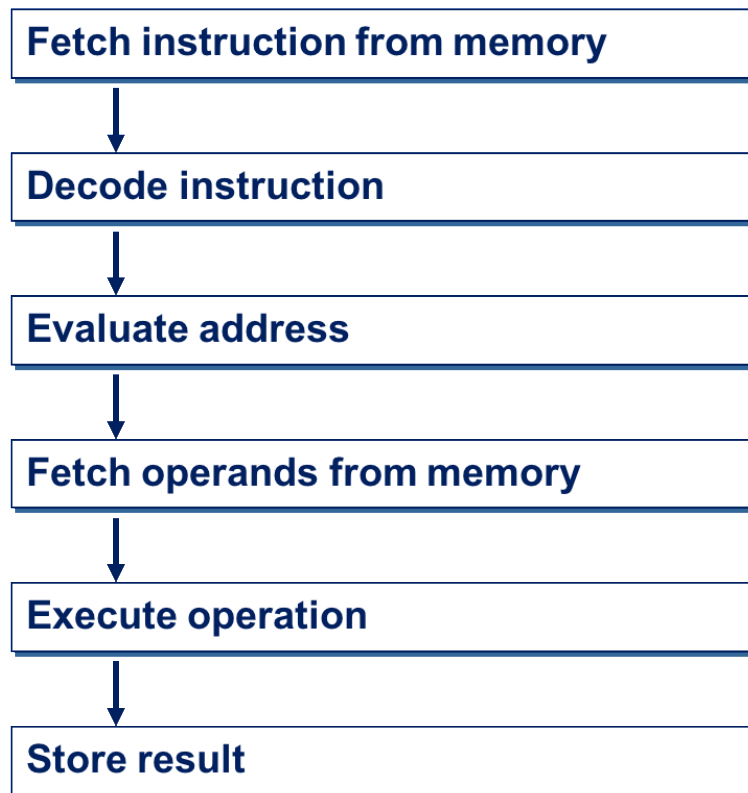 Fetch instruction from memory
Decode instruction
Evaluate address
Fetch operands from memory
Execute operation
Store result